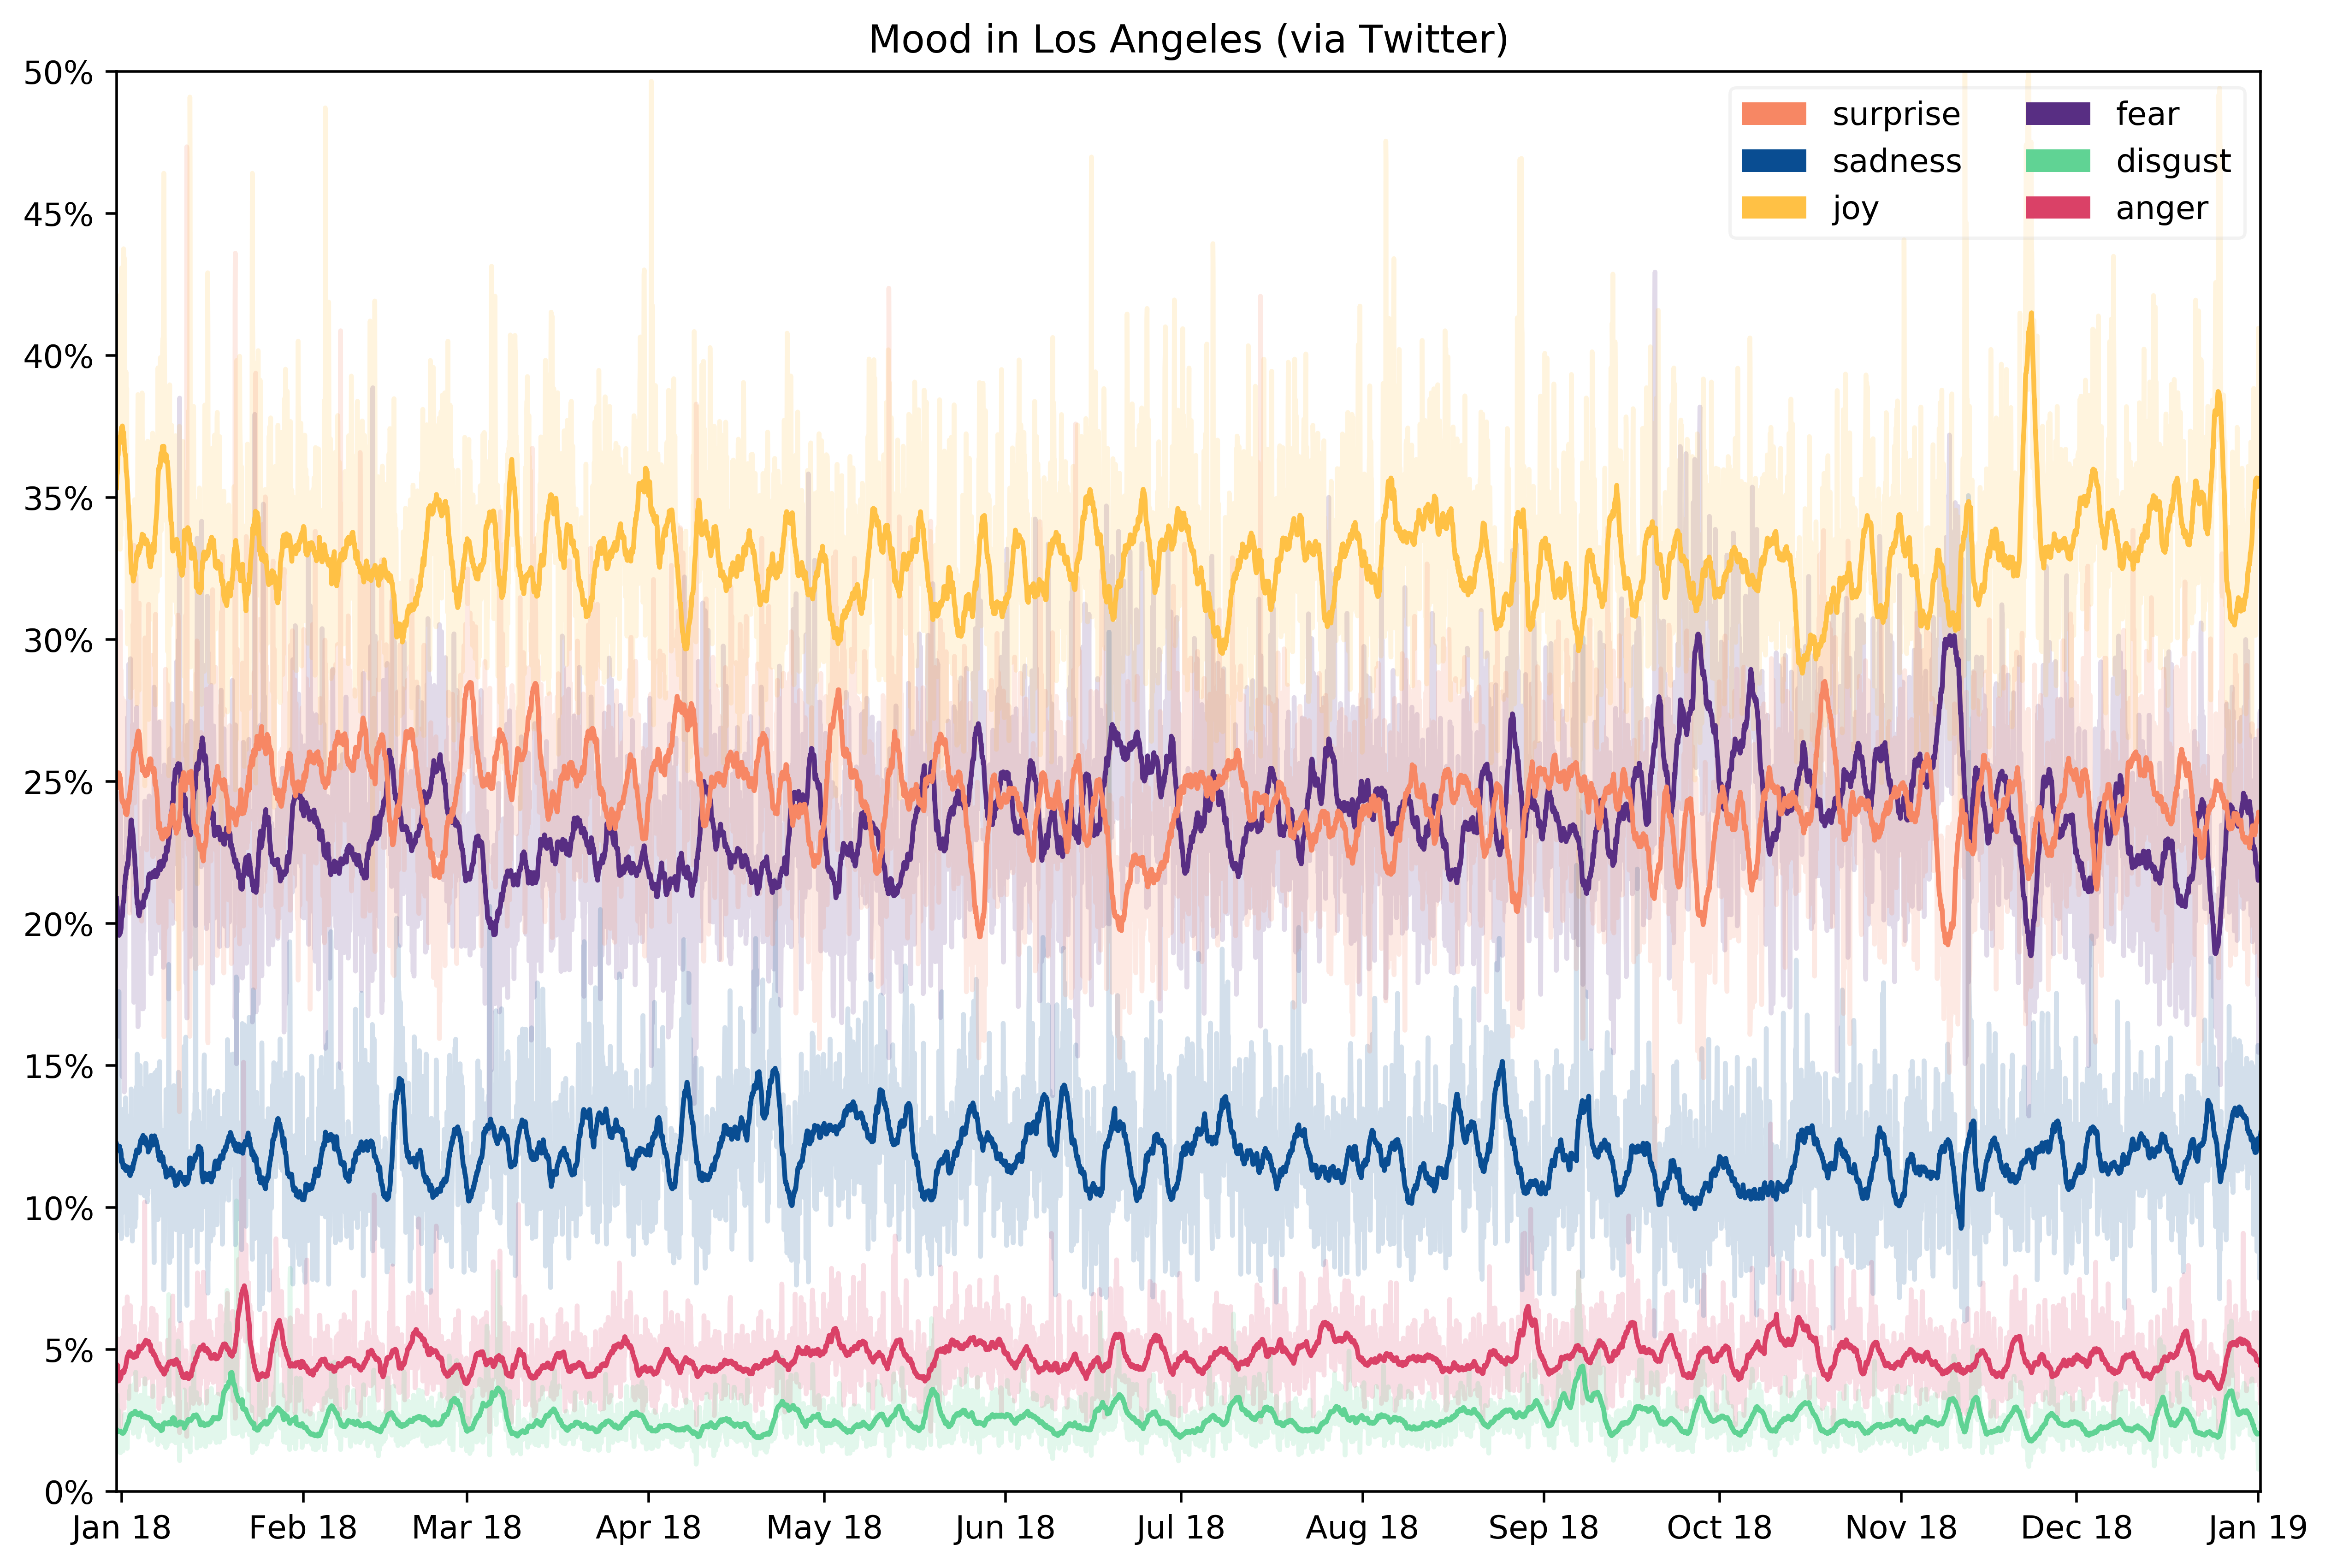 Mood in Los Angeles (via Twitter)
50%
45%
40%
35%
30%
25%
20%
15%
10%
5%
0%
surprise
sadness
joy
fear
disgust
anger
Jan 18 Feb 18 Mar 18 Apr 18 May 18 Jun 18 Jul 18 Aug 18 Sep 18 Oct 18 Nov 18 Dec 18 Jan 19